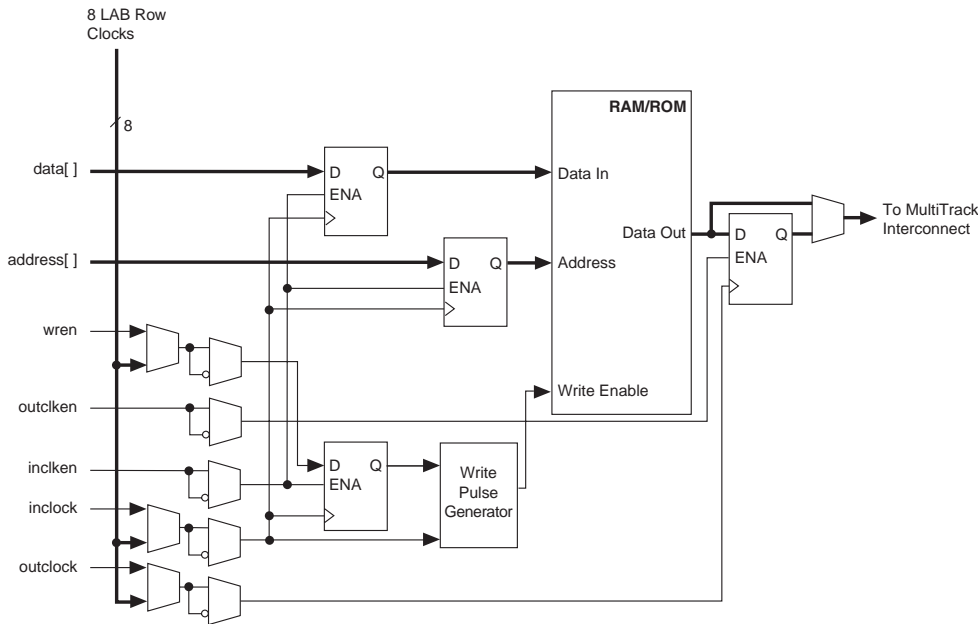 8 LAB Row
Clocks
8
RAM/ROM
data[ ]
D Q
ENA
Data In
To MultiTrack
Interconnect
Data Out
D Q
ENA
address[ ]
D Q
ENA
Address
wren
Write Enable
outclken
inclken
D Q
ENA
Write
Pulse
Generator
inclock
outclock